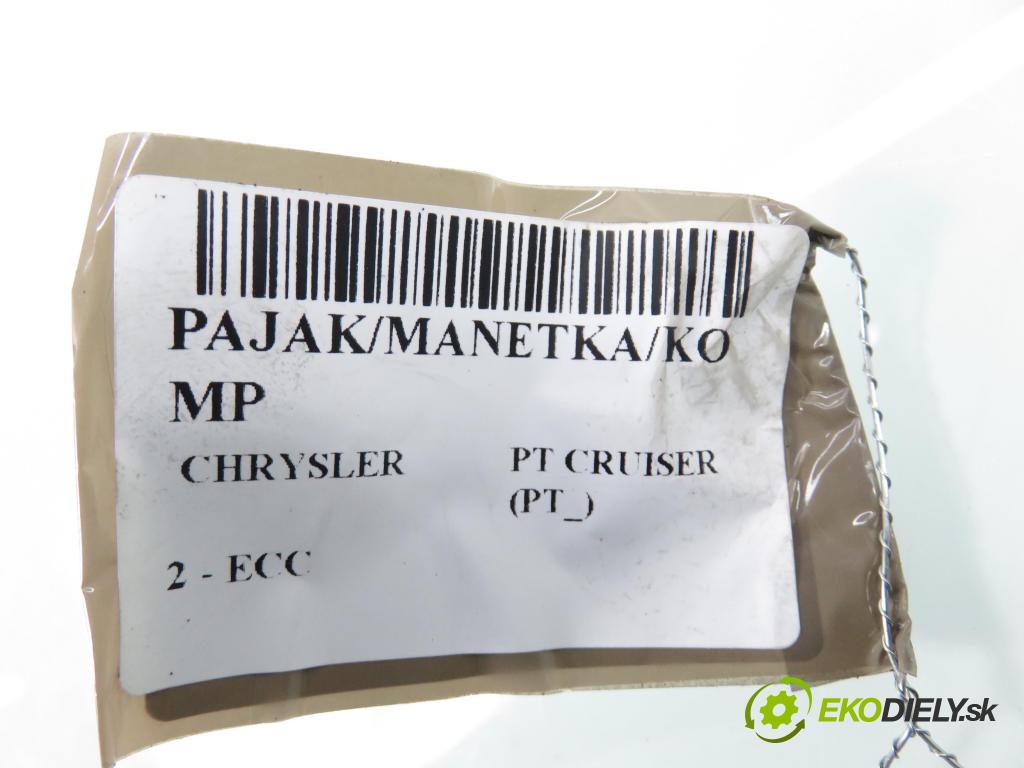 PAJAK/MANETKA/KO
MP
CHRYSLER PT CRUISER
(PT_)
2 - ECC
EKODIELY.sk